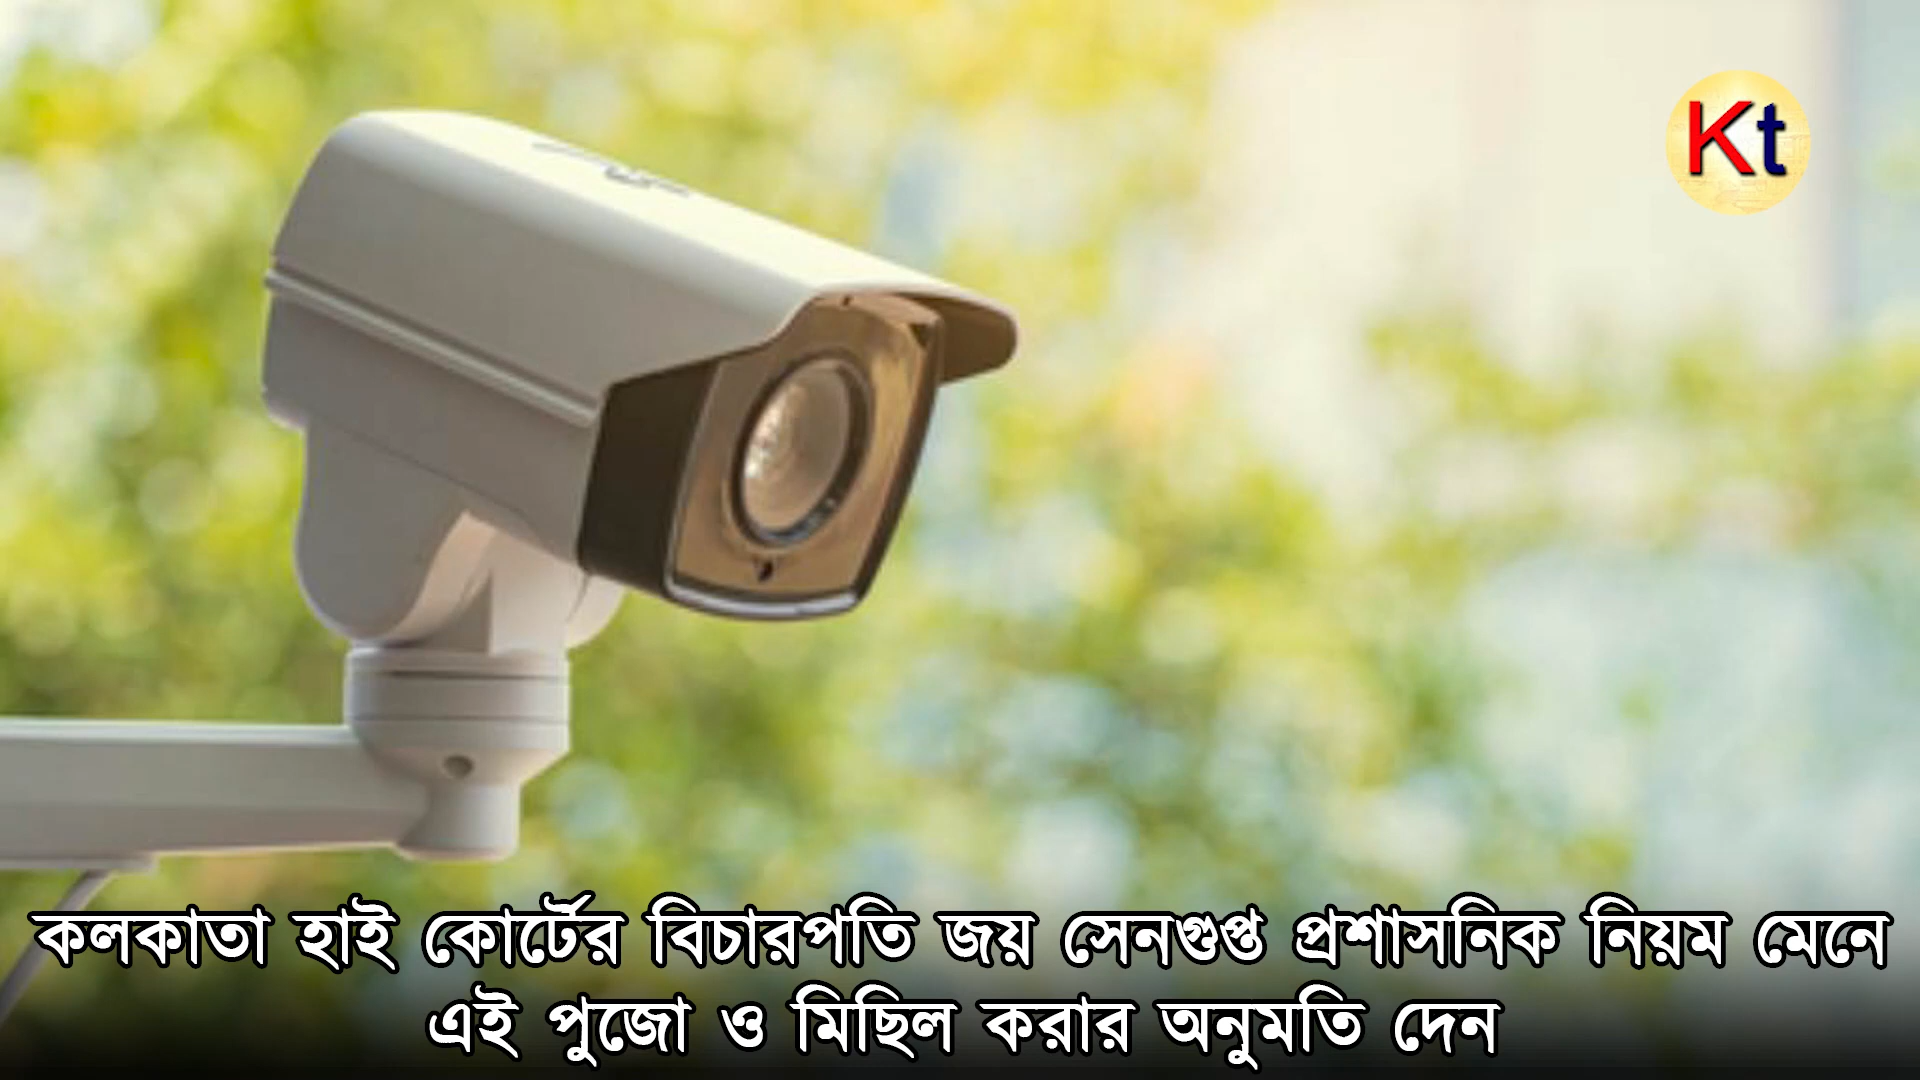 Kt
কলকাতা হাই কোর্টের বিচারপতি জয় সেনগুপ্ত প্রশাসনিক নিয়ম মেনে
এই পুজো ও মিছিল করার অনুমতি দেন